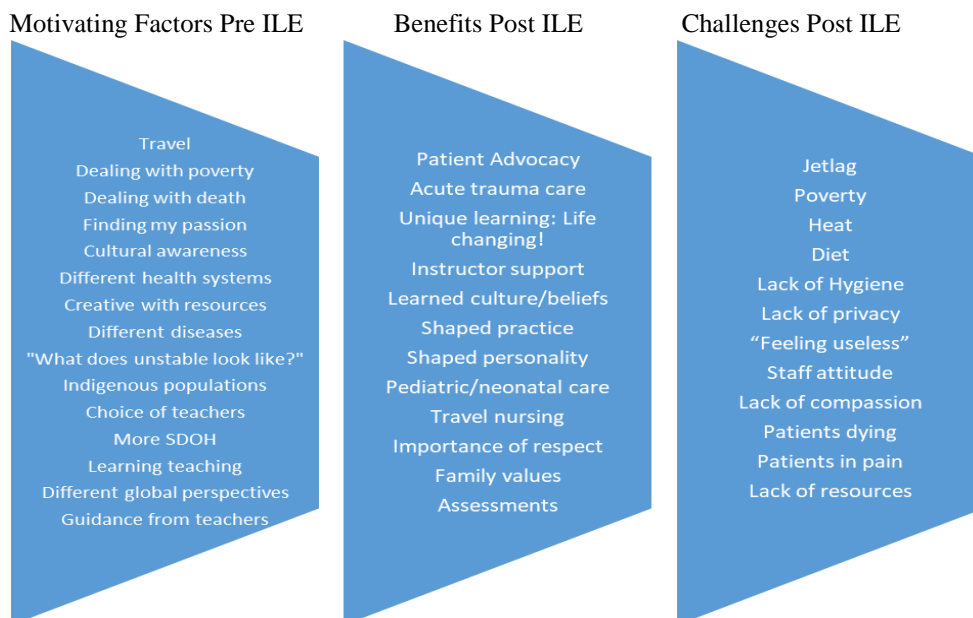 Motivating Factors Pre ILE
Travel
Dealing with poverty
Dealing with death
Finding my passion
Cultural awareness
Different health systems
Creative with resources
Different diseases
"What does unstable look like?"
Indigenous populations
Choice of teachers
More SDOH
Learning teaching
Different global perspectives
Guidance from teachers
Benefits Post ILE
Patient Advocacy
Acute trauma care
Unique learning: Life
changing!
Instructor support
Learned culture/beliefs
Shaped practice
Shaped personality
Pediatric/neonatal care
Travel nursing
Importance of respect
Family values
Assessments
Challenges Post ILE
Jetlag
Poverty
Heat
Diet
Lack of Hygiene
Lack of privacy
“Feeling useless”
Staff attitude
Lack of compassion
Patients dying
Patients in pain
Lack of resources